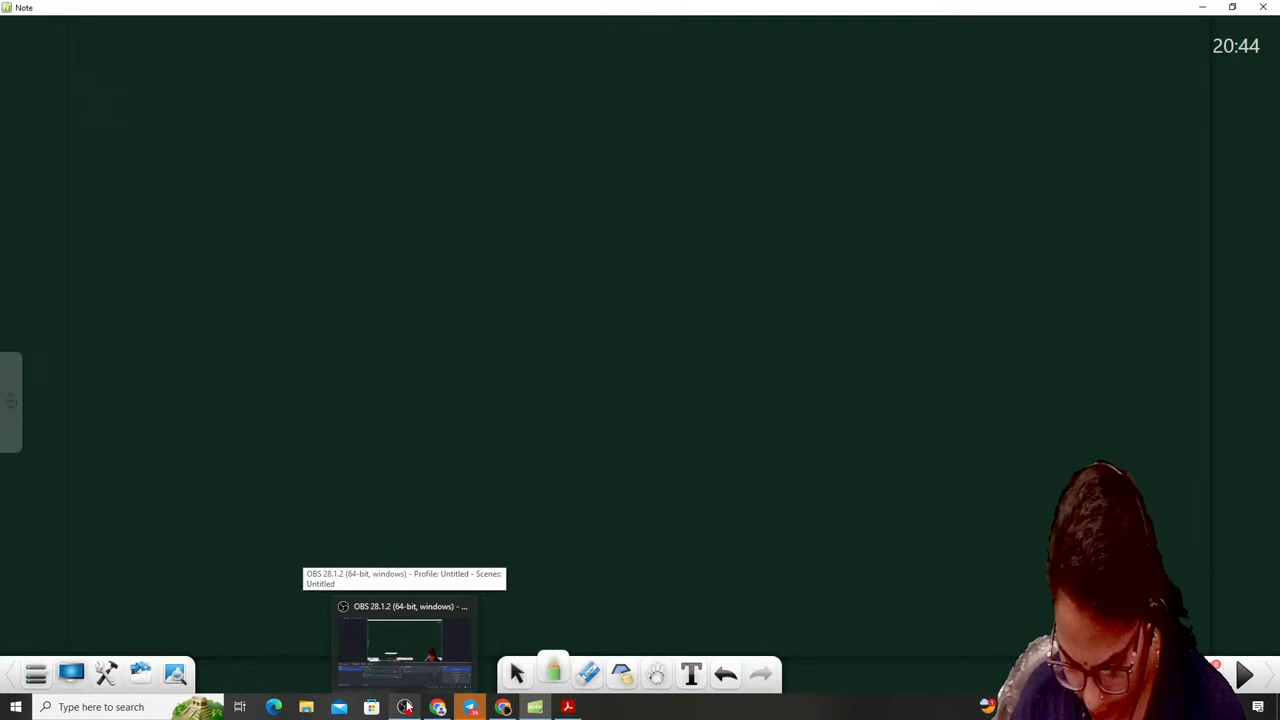 Note
20:44
OBS 28.1.2 (64-bit, windows) - Profile: Untitled - Scenes:
Untitled
OBS 28.1.2 (64-bit, windows) - ...
T
Type here to search